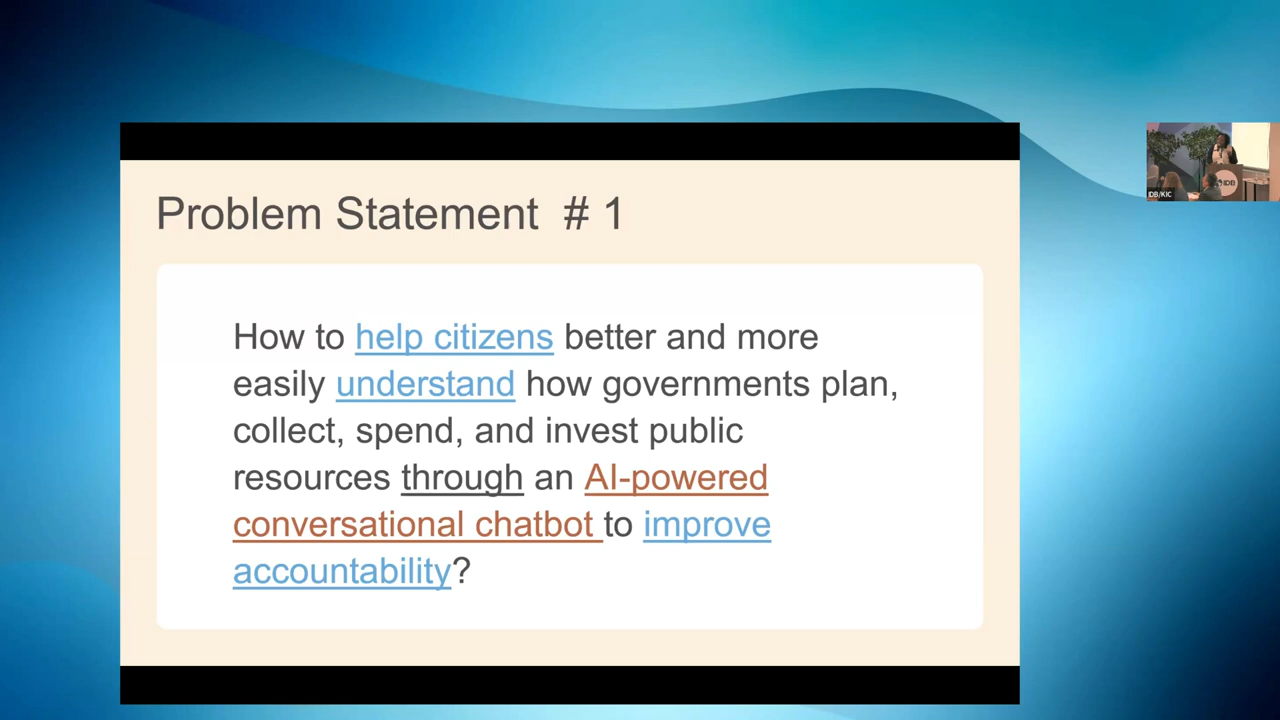 Problem Statement # 1
How to help citizens better and more
easily understand how governments plan,
collect, spend, and invest public
resources through an AI-powered
conversational chatbot to improve
accountability?
IDB/KIC
IDB